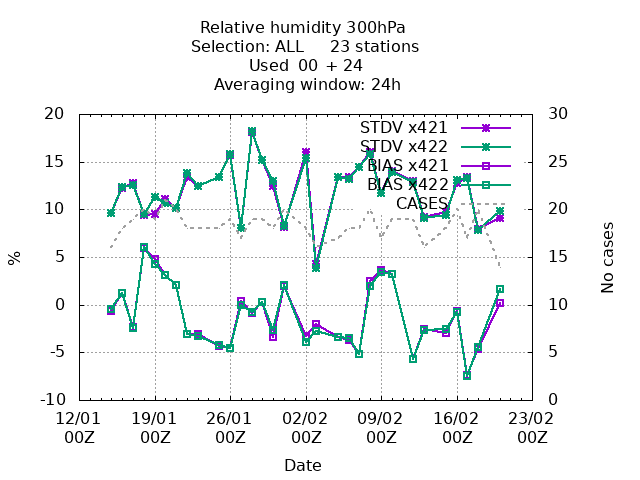 Relative humidity 300hPa
Selection: ALL 23 stations
Used 00 + 24
Averaging window: 24h
20
15
10
5
0
-5
-10
%
30
25
20
15
10
5
0
No cases
STDV x421
STDV x422
BIAS x421
BIAS x422
CASES
12/01 19/01 26/01 02/02 09/02 16/02 23/02
00Z 00Z 00Z 00Z 00Z 00Z 00Z
Date